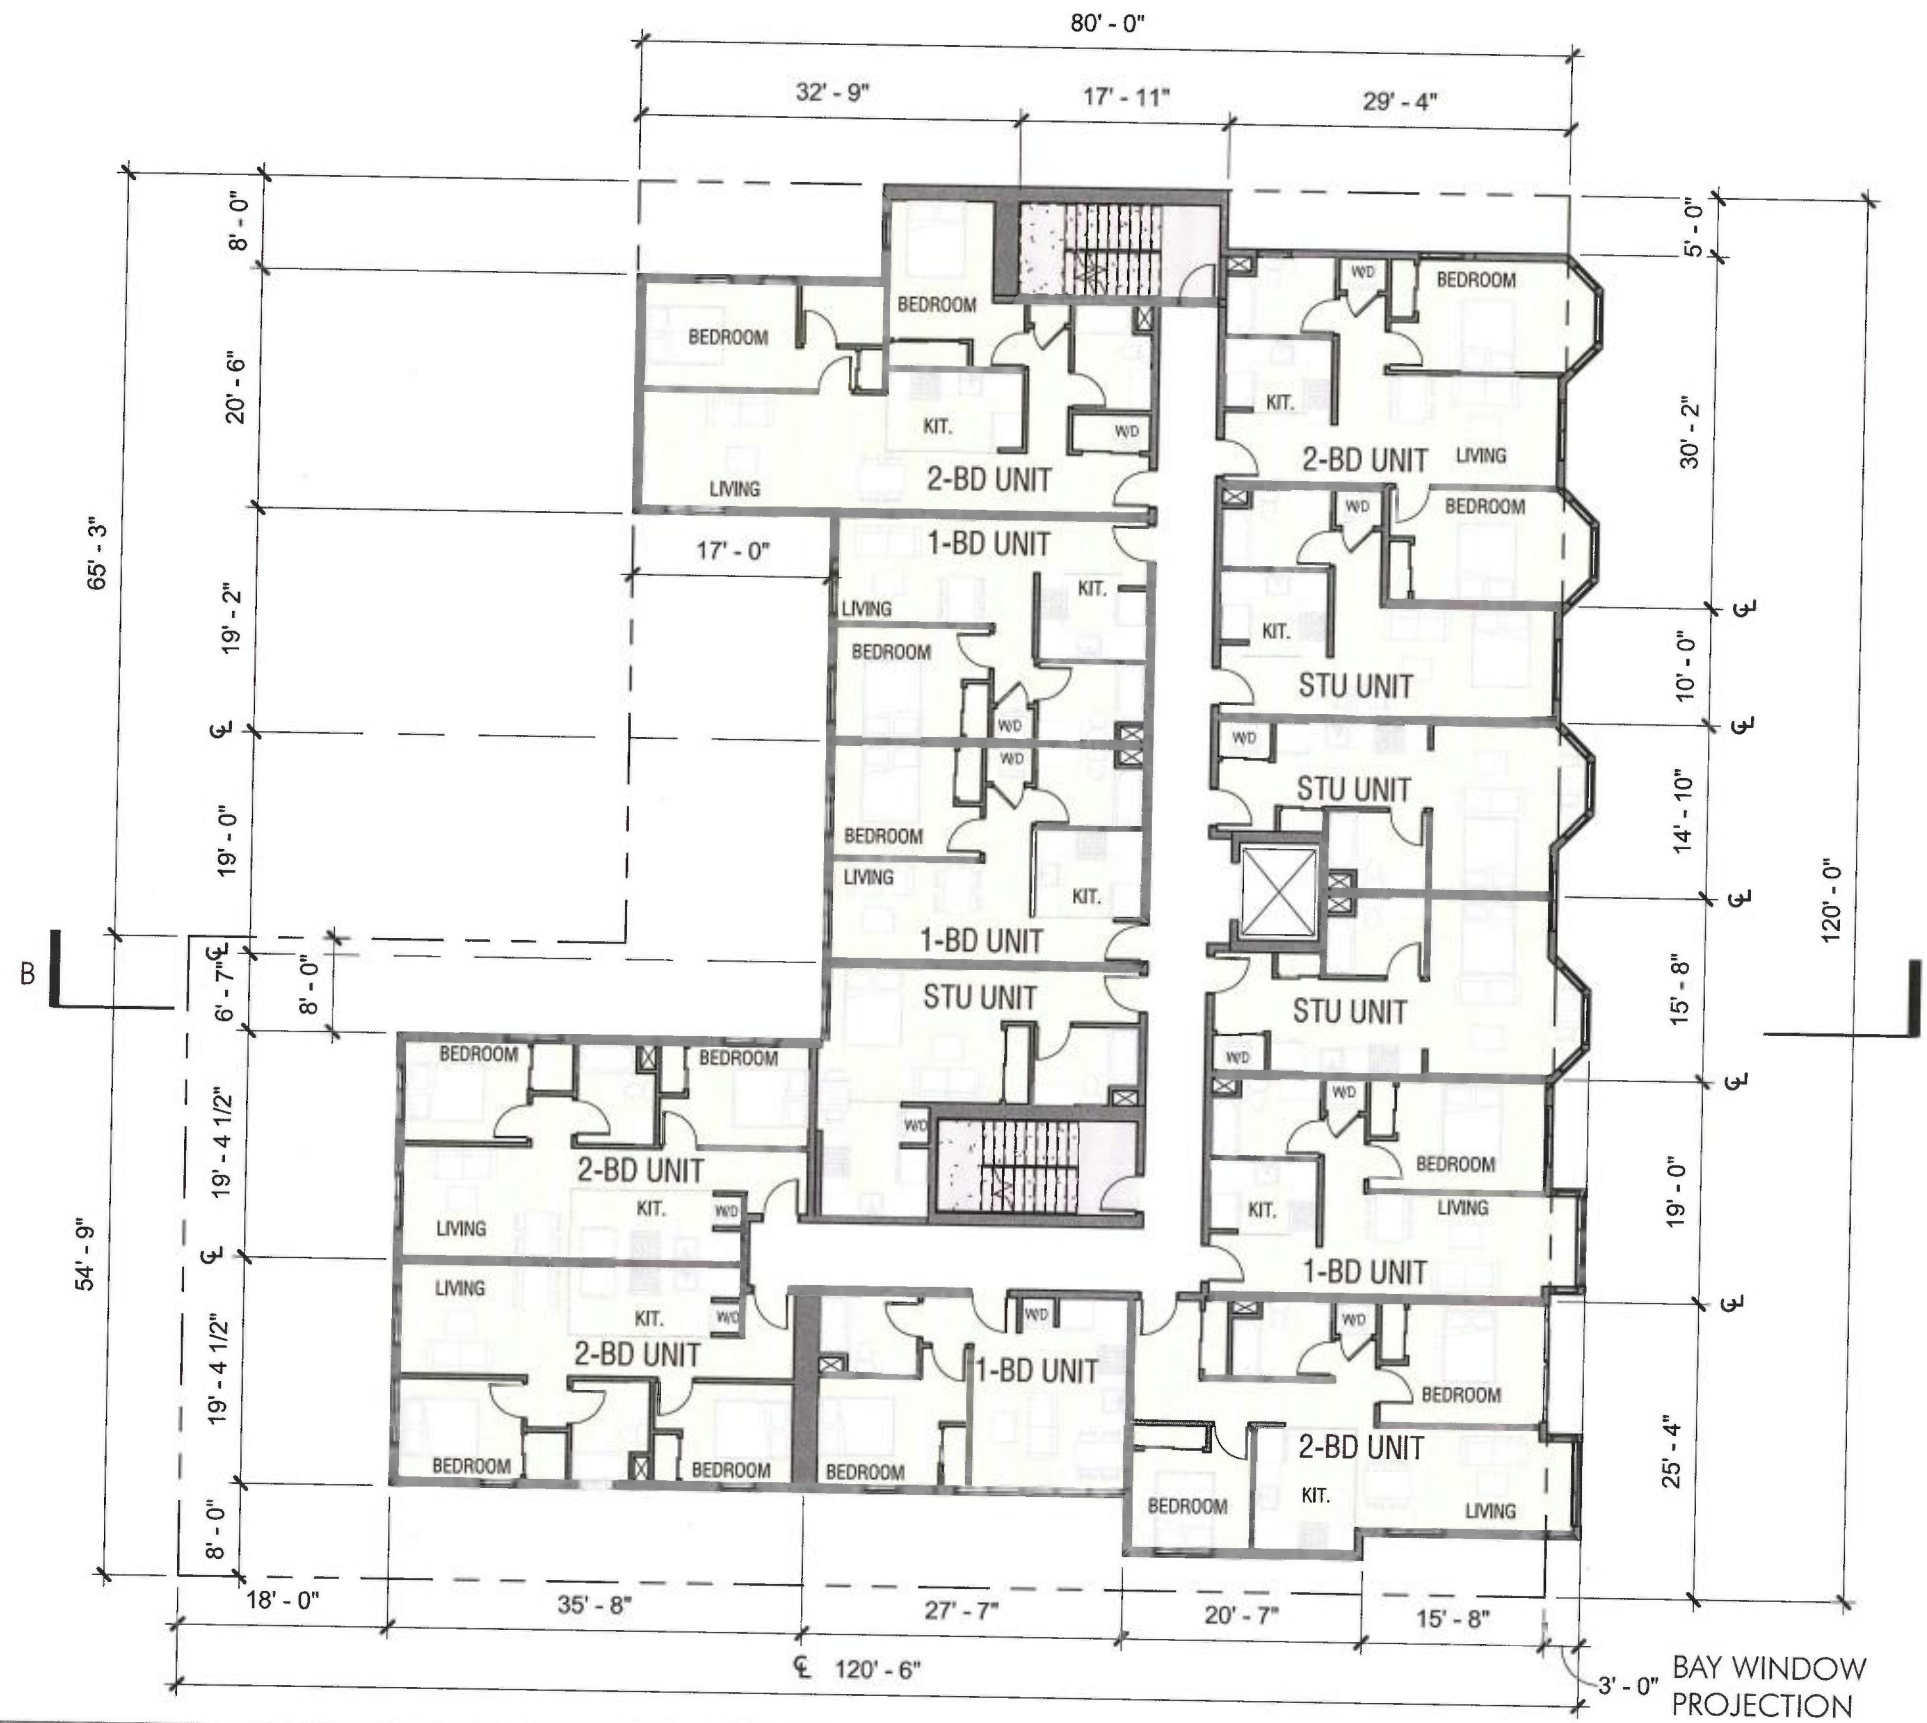 80' - 0"
32' - 9"
17' - 11"
29' - 4"
8' - 0"
5' - 0"
W/D
BEDROOM
BEDROOM
BEDROOM
20' - 6"
KIT.
KIT.
W/D
30' - 2"
2-BD UNIT
LIVING
LIVING
2-BD UNIT
W/D
BEDROOM
65' - 3"
17' - 0"
1-BD UNIT
KIT.
LIVING
19' - 2"
℄
BEDROOM
KIT.
10' - 0"
STU UNIT
℄
W/D
℄
W/D
W/D
STU UNIT
19' - 0"
BEDROOM
14' - 10"
LIVING
KIT.
℄
120' - 0"
1-BD UNIT
B
℄
6' - 7"
8' - 0"
STU UNIT
STU UNIT
15' - 8"
BEDROOM
BEDROOM
W/D
℄
W/D
W/D
19' - 4 1/2"
2-BD UNIT
BEDROOM
KIT.
W/D
KIT.
LIVING
19' - 0"
LIVING
54' - 9"
℄
1-BD UNIT
LIVING
KIT.
W/D
W/D
W/D
℄
19' - 4 1/2"
2-BD UNIT
1-BD UNIT
BEDROOM
2-BD UNIT
25' - 4"
BEDROOM
BEDROOM
BEDROOM
KIT.
BEDROOM
LIVING
8' - 0"
18' - 0"
35' - 8"
27' - 7"
20' - 7"
15' - 8"
℄
120' - 6"
3' - 0"
BAY WINDOW
PROJECTION